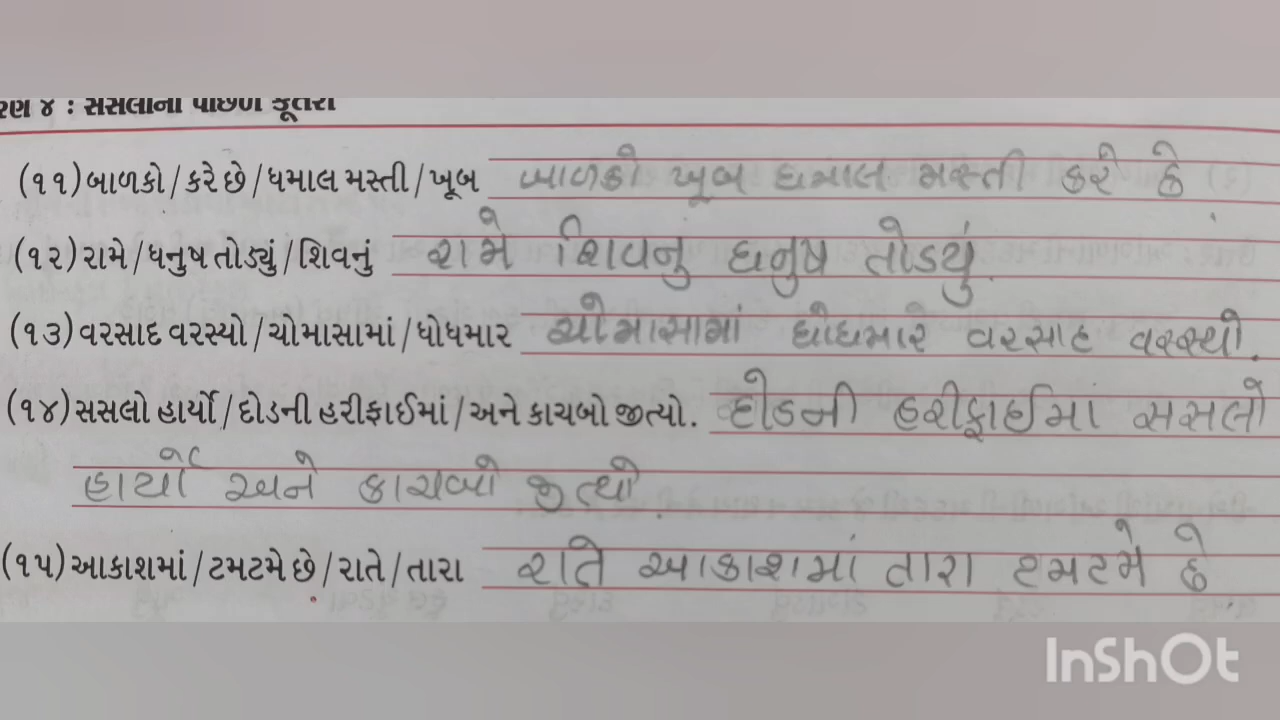 રણ ૪ : સસલાની પાછળ કૂતરા
(૧૧) બાળકો / કરે છે / ધમાલ મસ્તી / ખૂબ બાળકો ખૂબ ધમાલ મસ્તી કરે છે
(૧૨) રામે / ધનુષ તોડ્યું / શિવનું રામે શિવનું ધનુષ તોડ્યું.
(૧૩) વરસાદ વરસ્યો / ચોમાસામાં / ધોધમાર ચોમાસામાં ધોધમારે વરસાદ વરસ્યો.
(૧૪) સસલો હાર્યો / દોડની હરીફાઈમાં / અને કાચબો જીત્યો. દોડની હરીફાઈમાં સસલો
હાર્યો અને કાચબો જીત્યો.
(૧૫) આકાશમાં / ટમટમે છે / રાતે / તારા રાતે આકાશમાં તારા ટમટમે છે.
InShOt